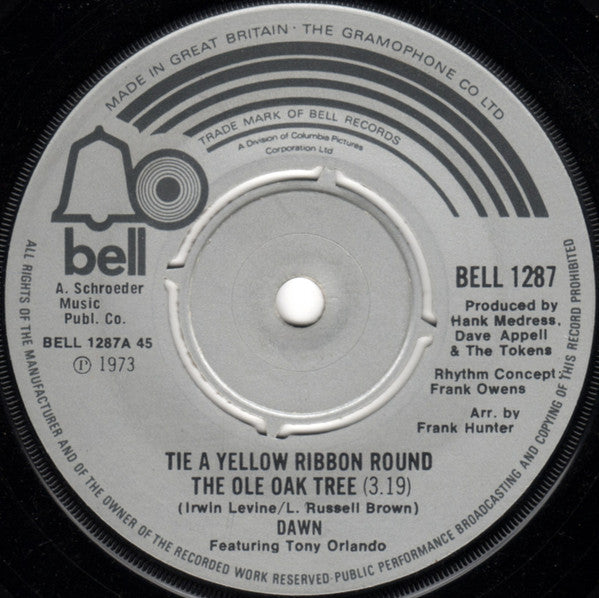 MADE IN GREAT BRITAIN · THE GRAMOPHONE CO LTD
TRADE MARK OF BELL RECORDS
A Division of Columbia Pictures
Corporation Ltd
bell
A. Schroeder
Music
Publ. Co.
BELL 1287A 45
℗ 1973
BELL 1287
Produced by
Hank Medress,
Dave Appell
& The Tokens
Rhythm Concept:
Frank Owens
Arr. by
Frank Hunter
TIE A YELLOW RIBBON ROUND
THE OLE OAK TREE (3.19)
(Irwin Levine/L. Russell Brown)
DAWN
Featuring Tony Orlando
ALL RIGHTS OF THE MANUFACTURER AND OF THE OWNER OF THE RECORDED WORK RESERVED·PUBLIC PERFORMANCE BROADCASTING AND COPYING OF THIS RECORD PROHIBITED